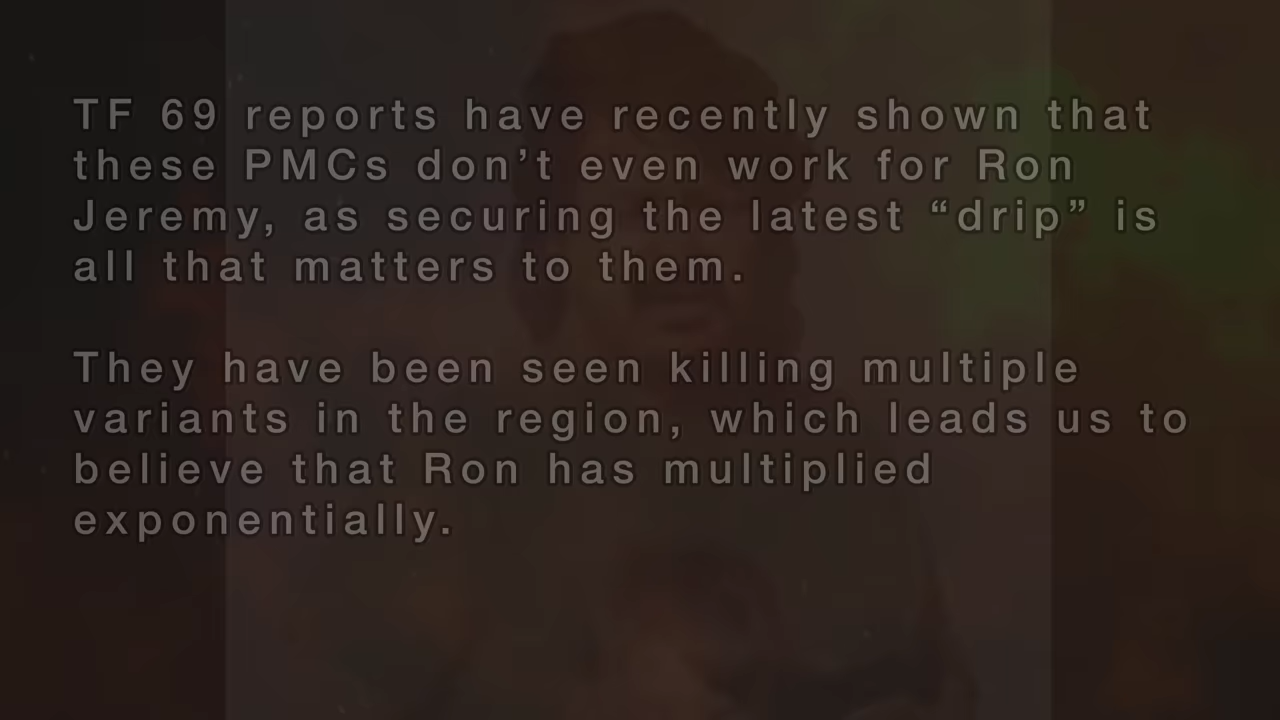 TF 69 reports have recently shown that
these PMCs don’t even work for Ron
Jeremy, as securing the latest “drip” is
all that matters to them.
They have been seen killing multiple
variants in the region, which leads us to
believe that Ron has multiplied
exponentially.